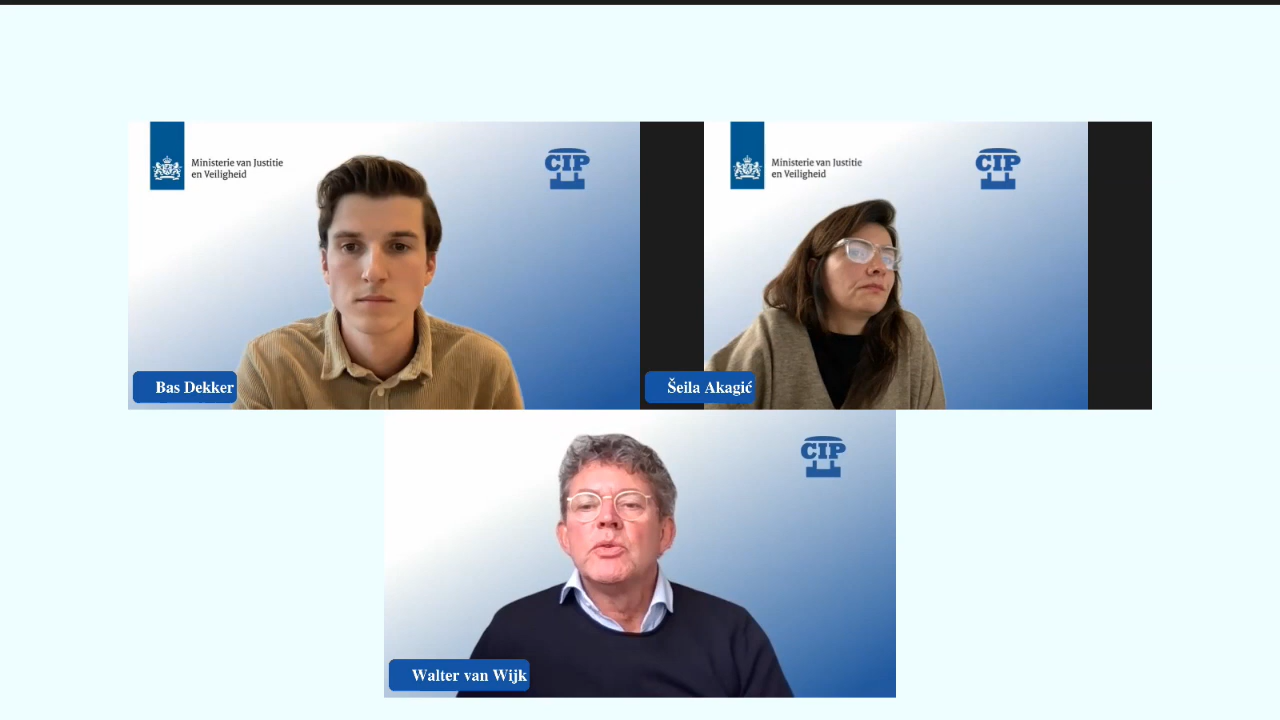 Ministerie van Justitie
en Veiligheid
CIP
Bas Dekker
Ministerie van Justitie
en Veiligheid
CIP
Šeila Akagić
CIP
Walter van Wijk